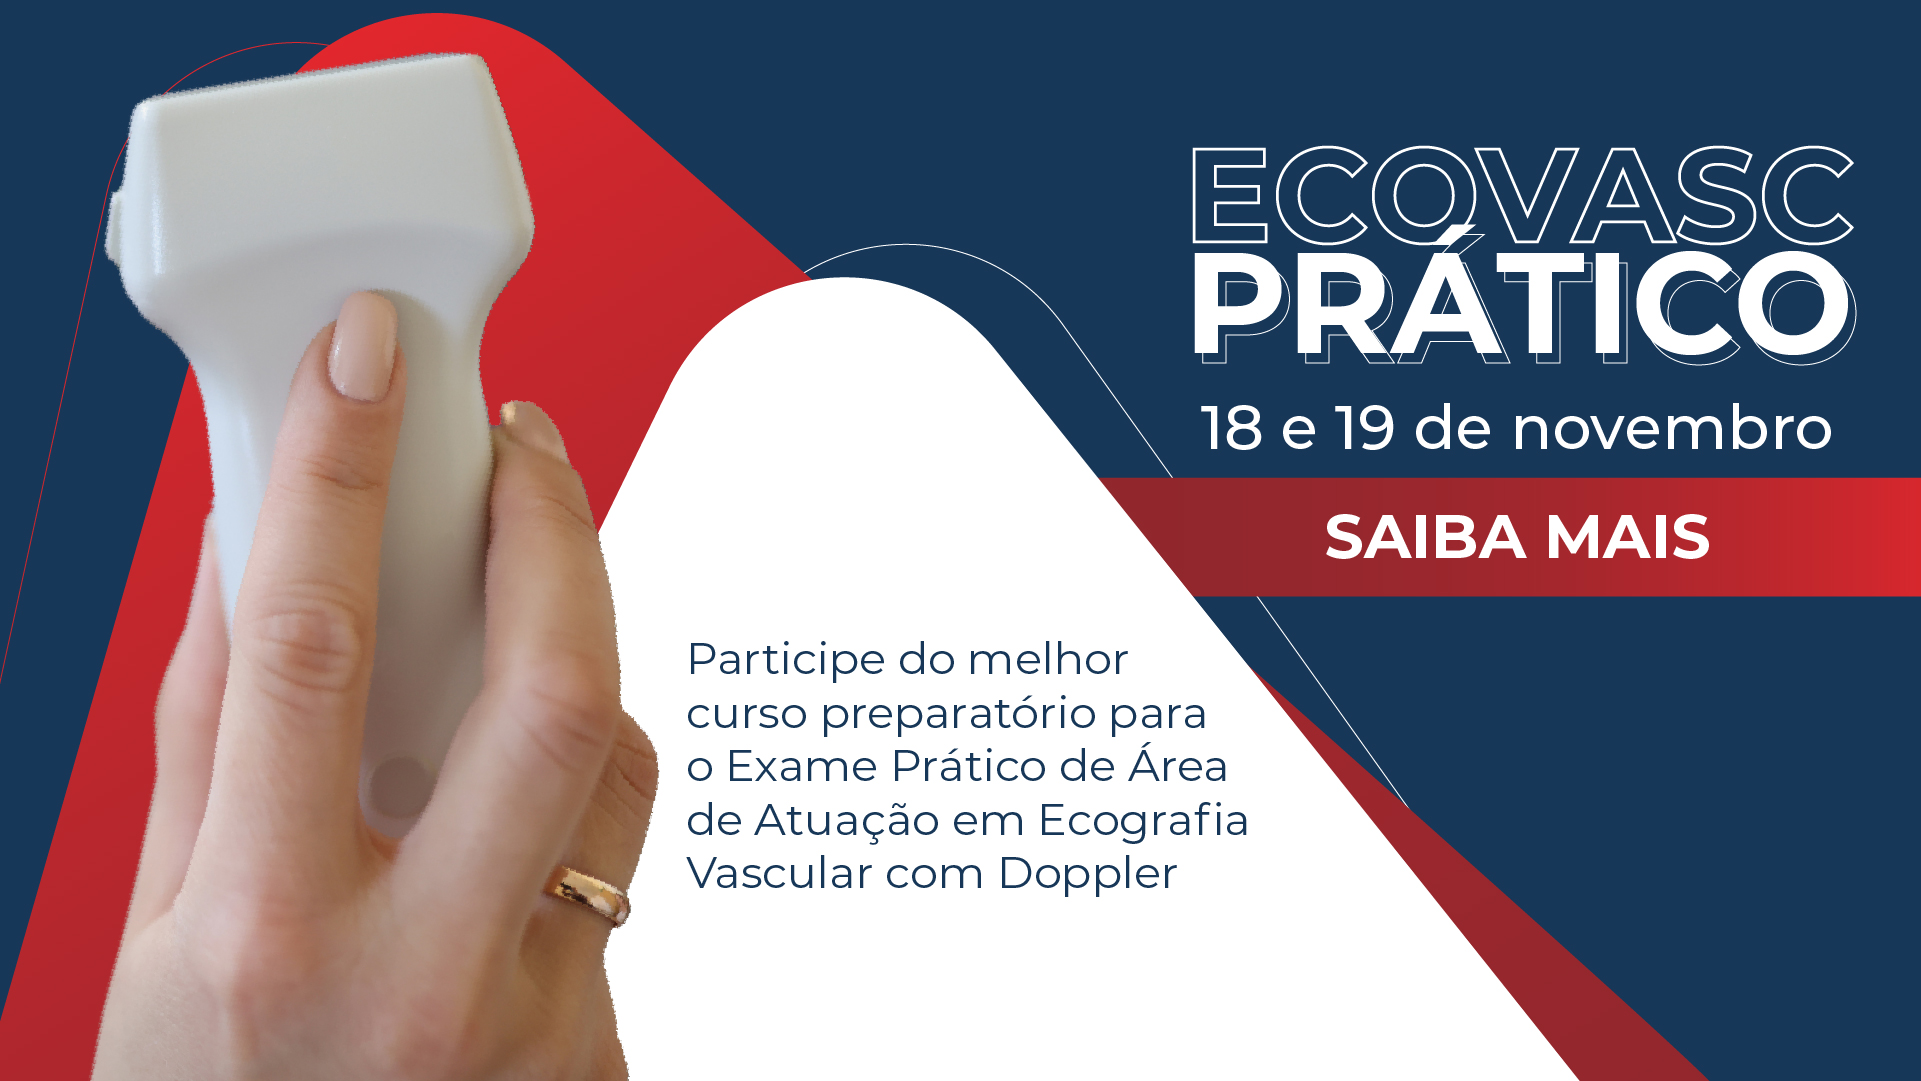 ECOVASC
PRÁTICO
18 e 19 de novembro
SAIBA MAIS
Participe do melhor
curso preparatório para
o Exame Prático de Área
de Atuação em Ecografia
Vascular com Doppler